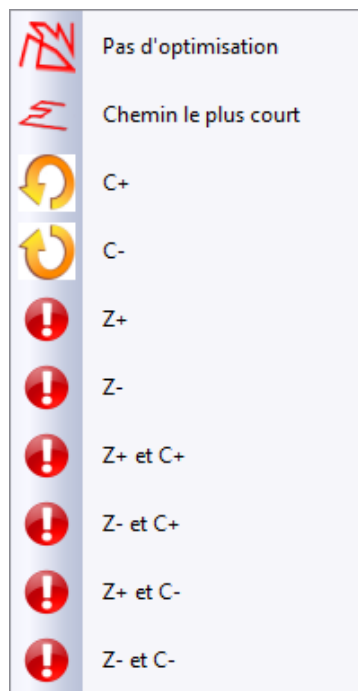 Pas d'optimisation
Chemin le plus court
C+
C-
Z+
Z-
Z+ et C+
Z- et C+
Z+ et C-
Z- et C-